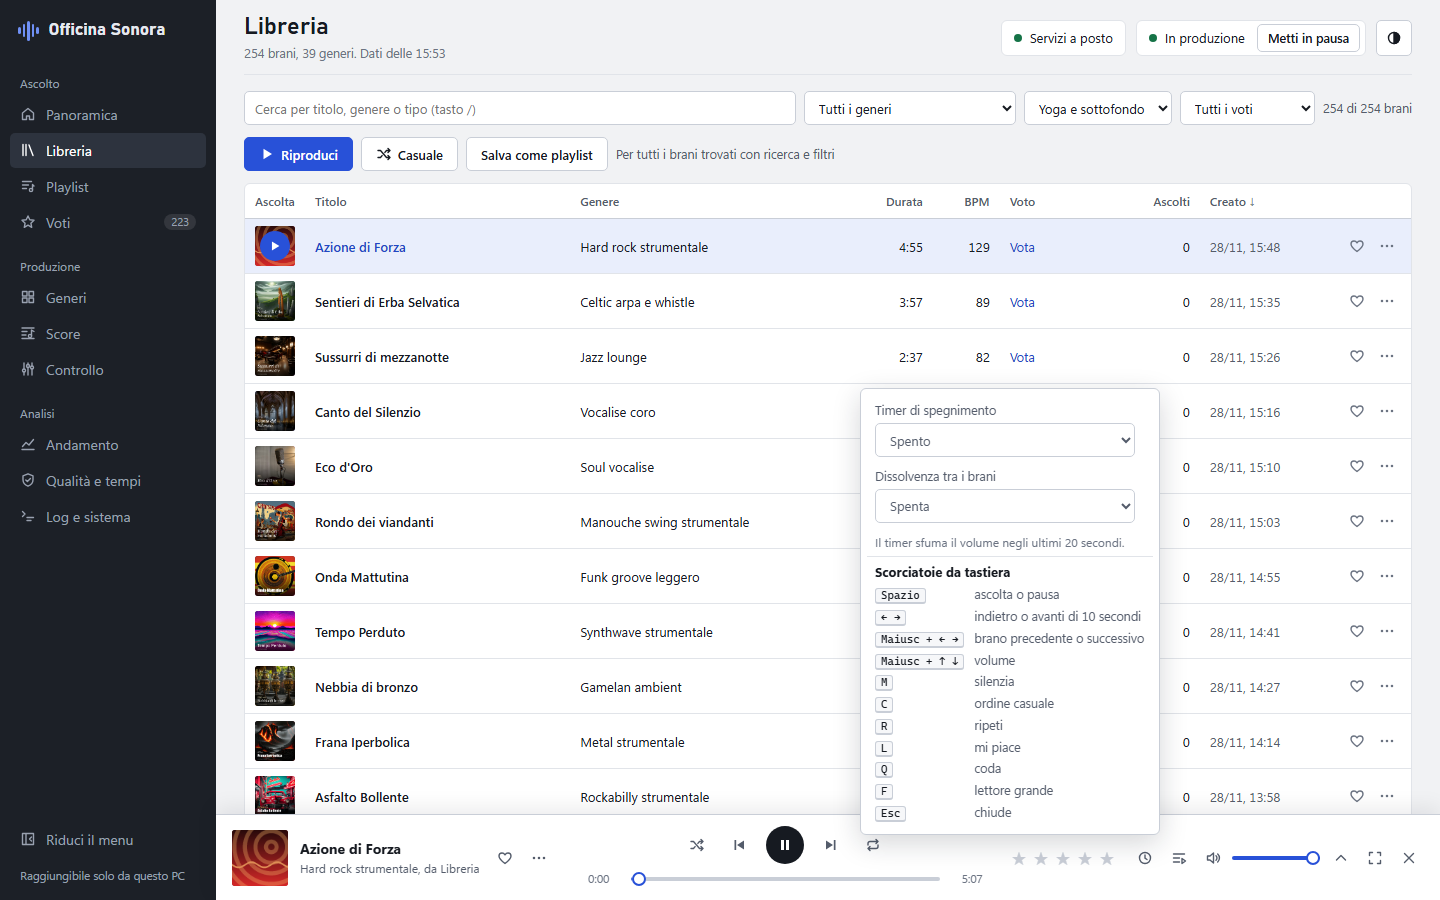 Officina Sonora
Ascolto
Panoramica
Libreria
Playlist
Voti 223
Produzione
Generi
Score
Controllo
Analisi
Andamento
Qualità e tempi
Log e sistema
Riduci il menu
Raggiungibile solo da questo PC
Libreria
254 brani, 39 generi. Dati delle 15:53
Servizi a posto
In produzione Metti in pausa
Cerca per titolo, genere o tipo (tasto /) Tutti i generi Yoga e sottofondo Tutti i voti 254 di 254 brani
Riproduci Casuale Salva come playlist Per tutti i brani trovati con ricerca e filtri
Ascolta Titolo Genere Durata BPM Voto Ascolti Creato ↓
Azione di Forza Hard rock strumentale 4:55 129 Vota 0 28/11, 15:48
Sentieri di Erba Selvatica Celtic arpa e whistle 3:57 89 Vota 0 28/11, 15:35
Sussurri di mezzanotte Jazz lounge 2:37 82 Vota 0 28/11, 15:26
Canto del Silenzio Vocalise coro 0 28/11, 15:16
Eco d'Oro Soul vocalise 0 28/11, 15:10
Rondo dei viandanti Manouche swing strumentale 0 28/11, 15:03
Onda Mattutina Funk groove leggero 0 28/11, 14:55
Tempo Perduto Synthwave strumentale 0 28/11, 14:41
Nebbia di bronzo Gamelan ambient 0 28/11, 14:27
Frana Iperbolica Metal strumentale 0 28/11, 14:14
Asfalto Bollente Rockabilly strumentale 0 28/11, 13:58
Timer di spegnimento
Spento
Dissolvenza tra i brani
Spenta
Il timer sfuma il volume negli ultimi 20 secondi.
Scorciatoie da tastiera
Spazio ascolta o pausa
← → indietro o avanti di 10 secondi
Maiusc + ← → brano precedente o successivo
Maiusc + ↑ ↓ volume
M silenzia
C ordine casuale
R ripeti
L mi piace
Q coda
F lettore grande
Esc chiude
Azione di Forza
Hard rock strumentale, da Libreria
0:00 5:07